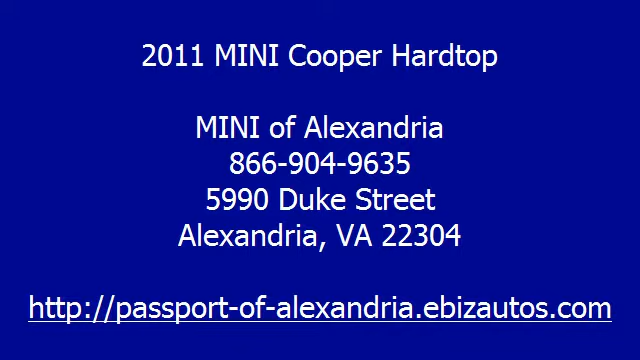 2011 MINI Cooper Hardtop
MINI of Alexandria
866-904-9635
5990 Duke Street
Alexandria, VA 22304
http://passport-of-alexandria.ebizautos.com